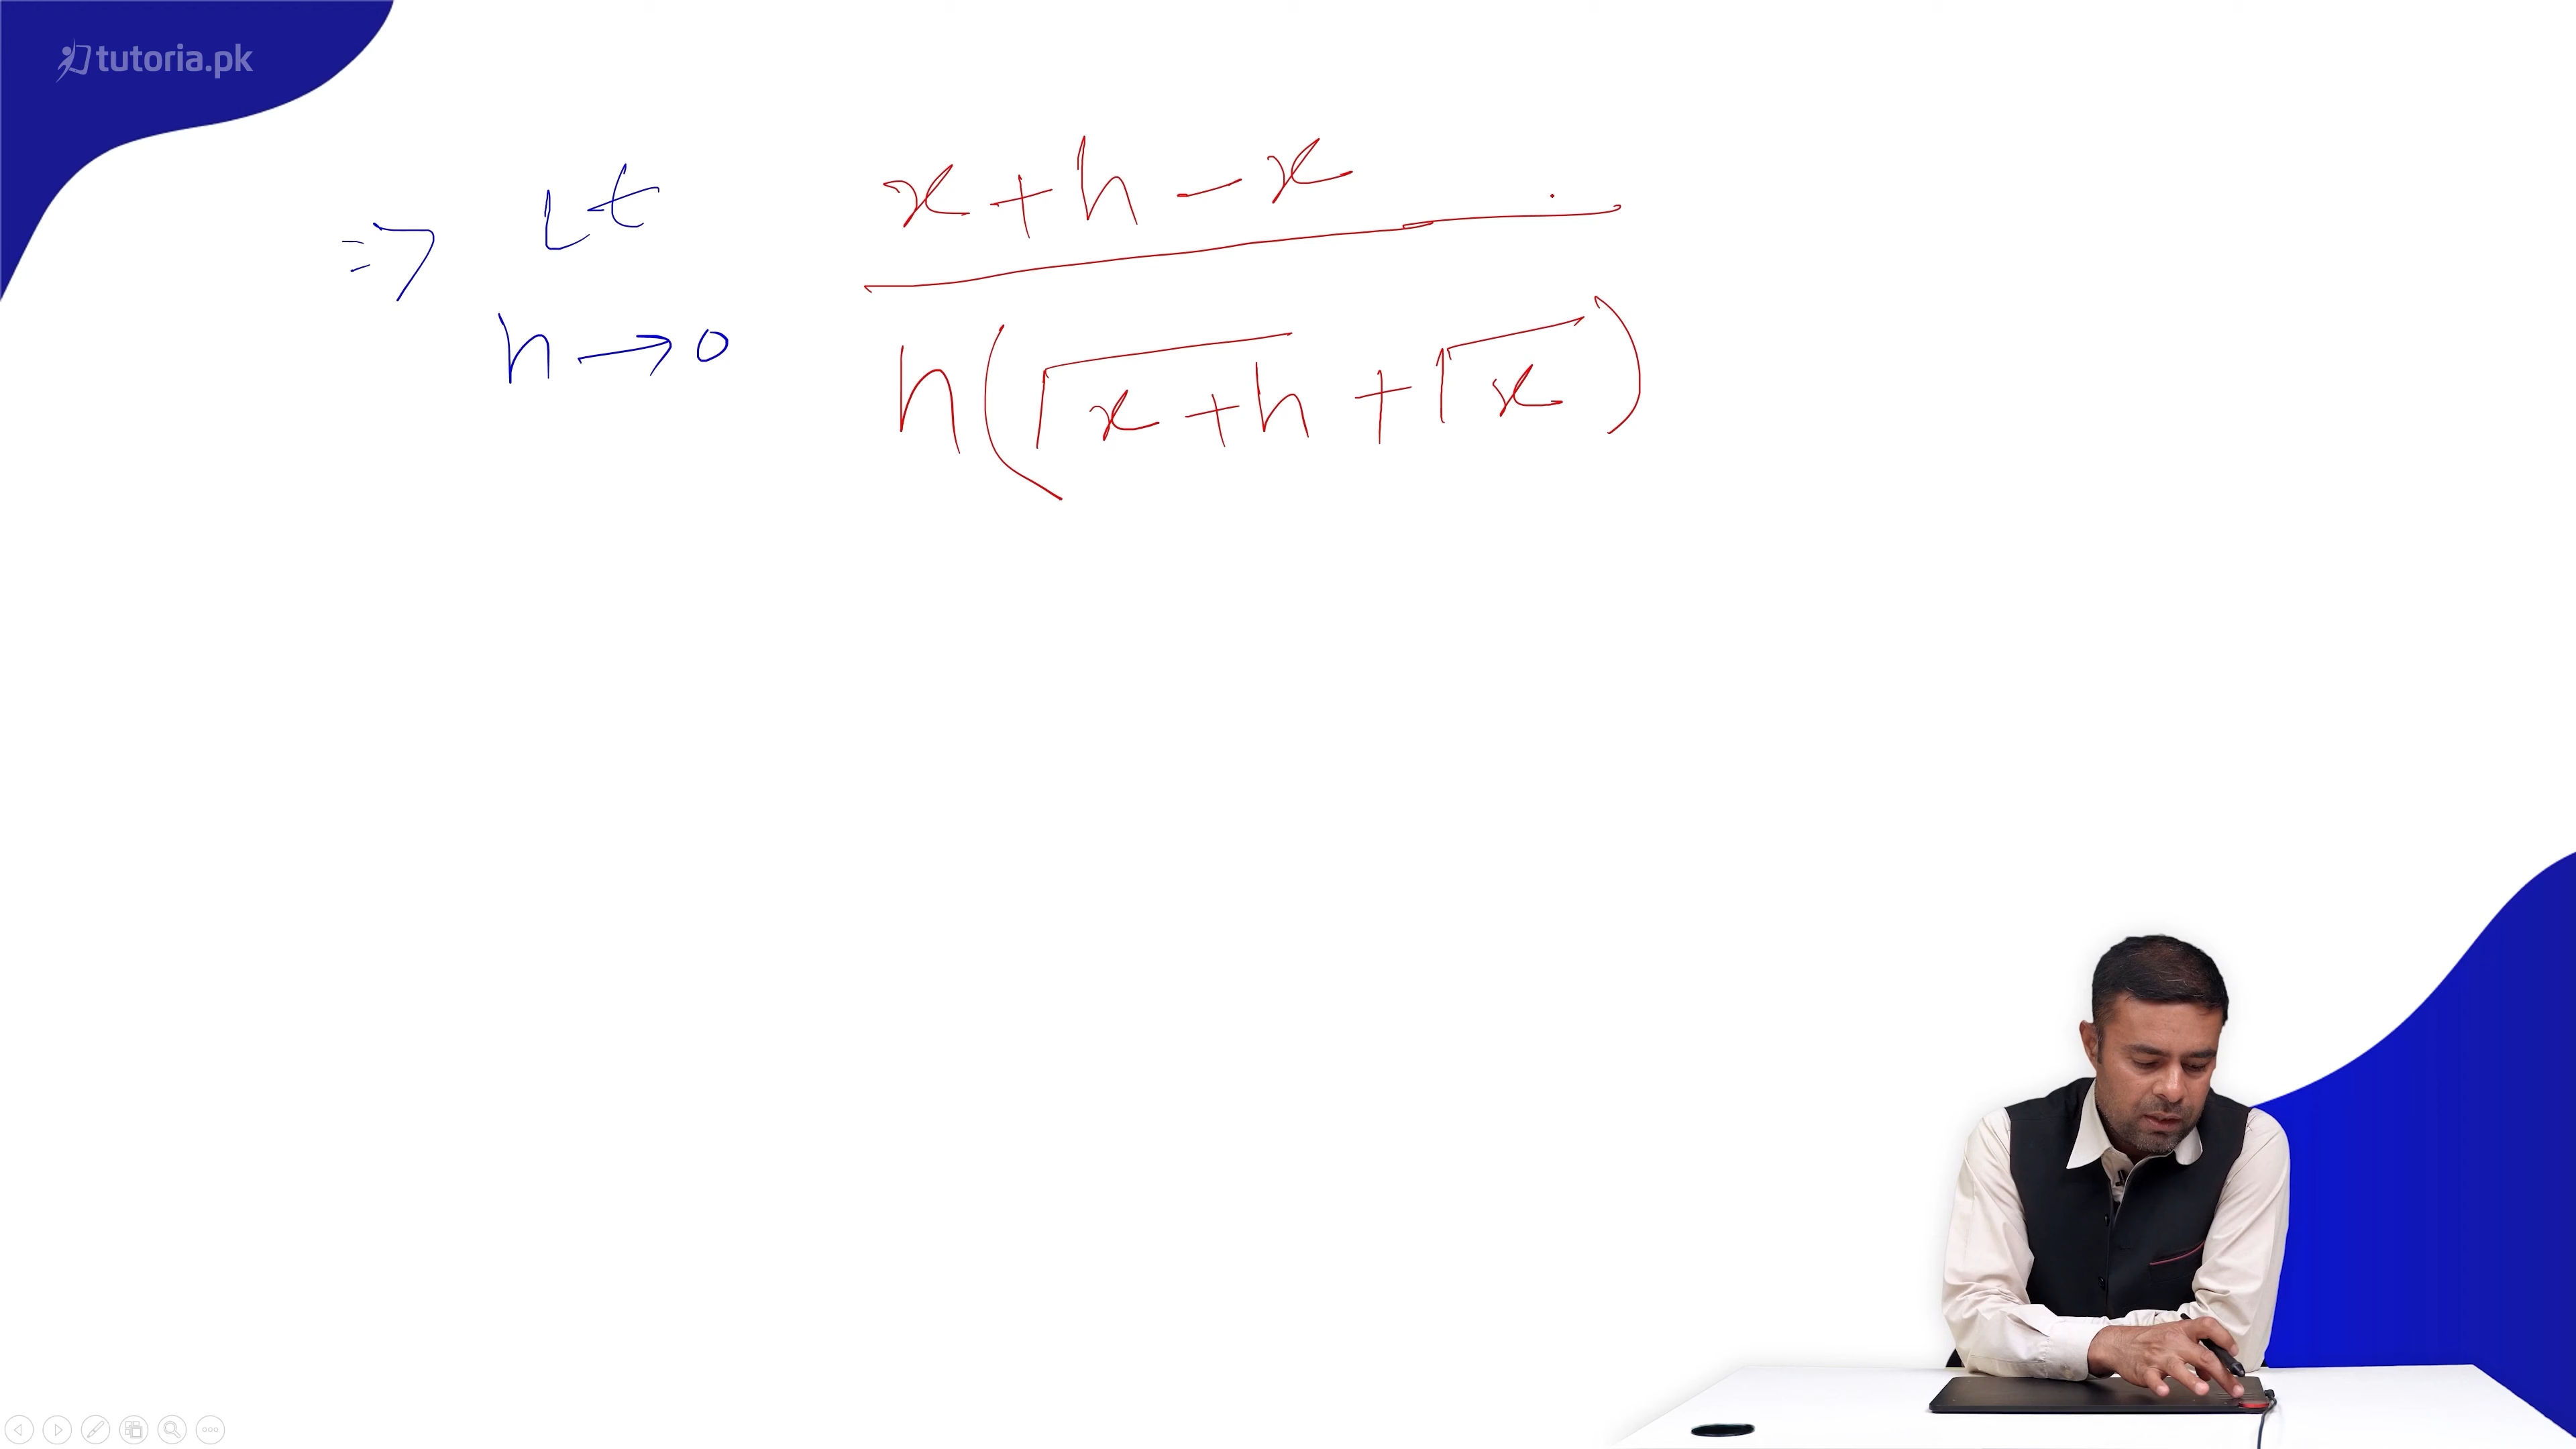 tutoria.pk
=> Lt x + h - x
h → 0 h(√x + h + √x)